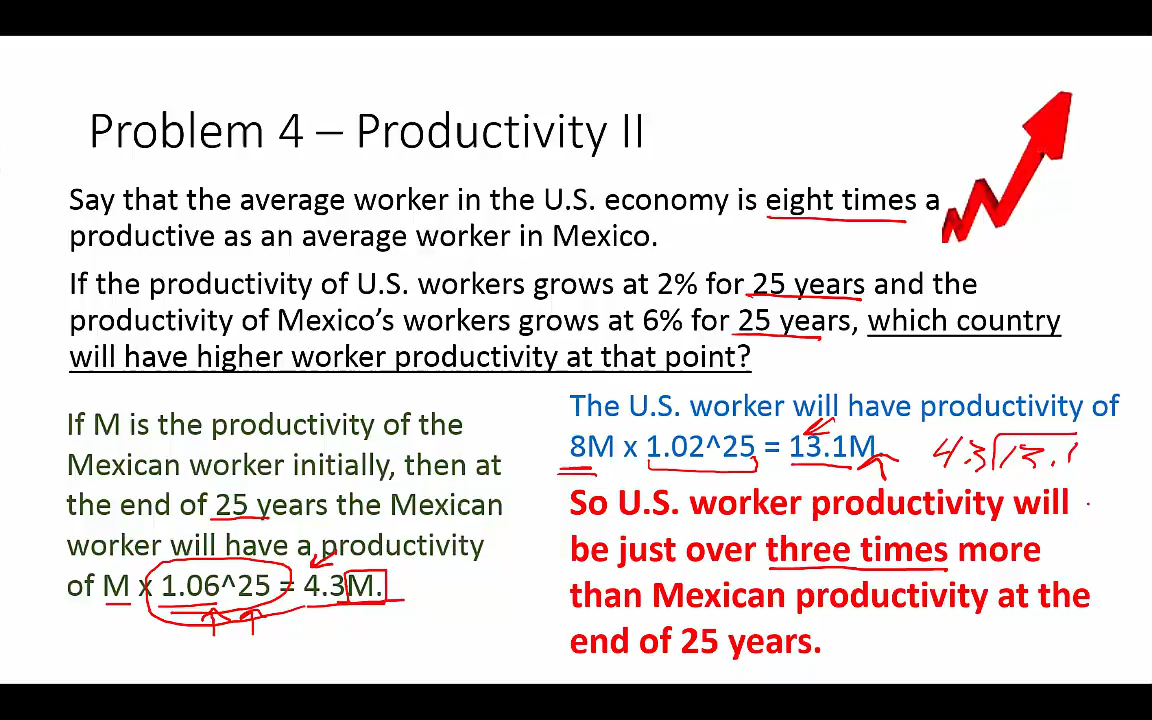 Problem 4 – Productivity II
Say that the average worker in the U.S. economy is eight times a
productive as an average worker in Mexico.
If the productivity of U.S. workers grows at 2% for 25 years and the
productivity of Mexico's workers grows at 6% for 25 years, which country
will have higher worker productivity at that point?
If M is the productivity of the
Mexican worker initially, then at
the end of 25 years the Mexican
worker will have a productivity
of M x 1.06^25 = 4.3M.
The U.S. worker will have productivity of
8M x 1.02^25 = 13.1M.
4.3 13.1
So U.S. worker productivity will
be just over three times more
than Mexican productivity at the
end of 25 years.